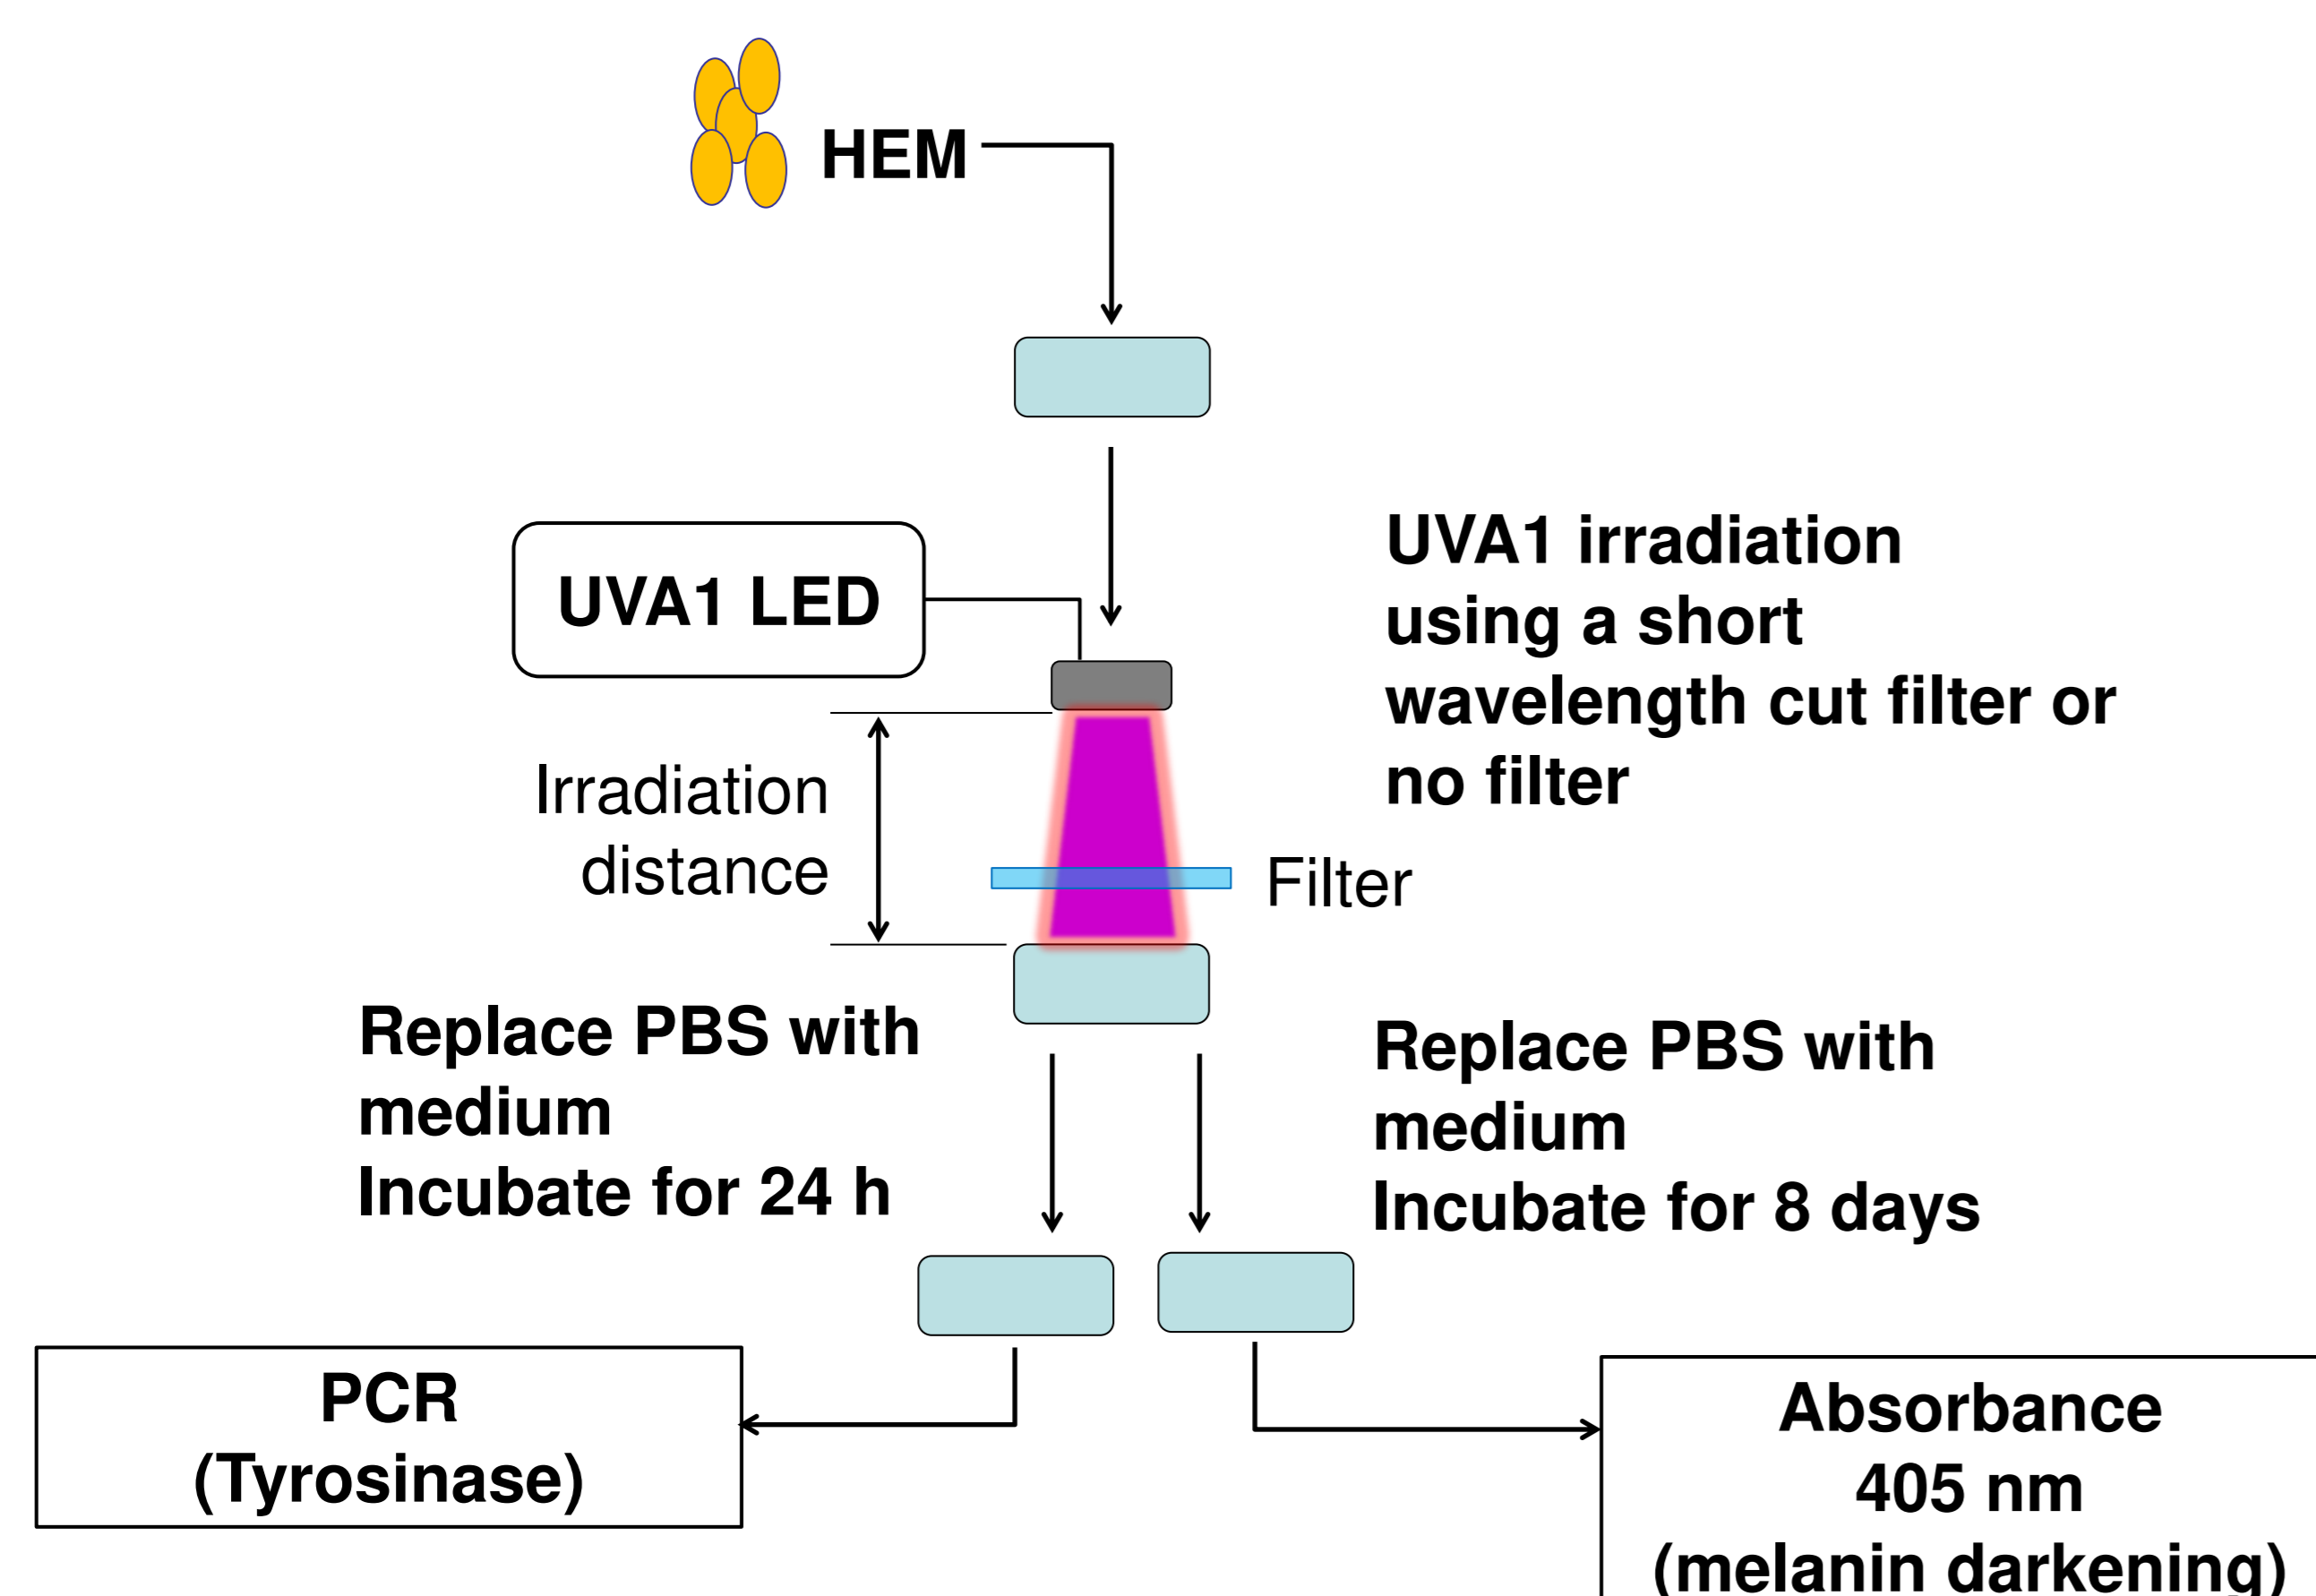 HEM
UVA1 LED
UVA1 irradiation
using a short
wavelength cut filter or
no filter
Irradiation
distance
Filter
Replace PBS with
medium
Incubate for 24 h
Replace PBS with
medium
Incubate for 8 days
PCR
(Tyrosinase)
Absorbance
405 nm
(melanin darkening)